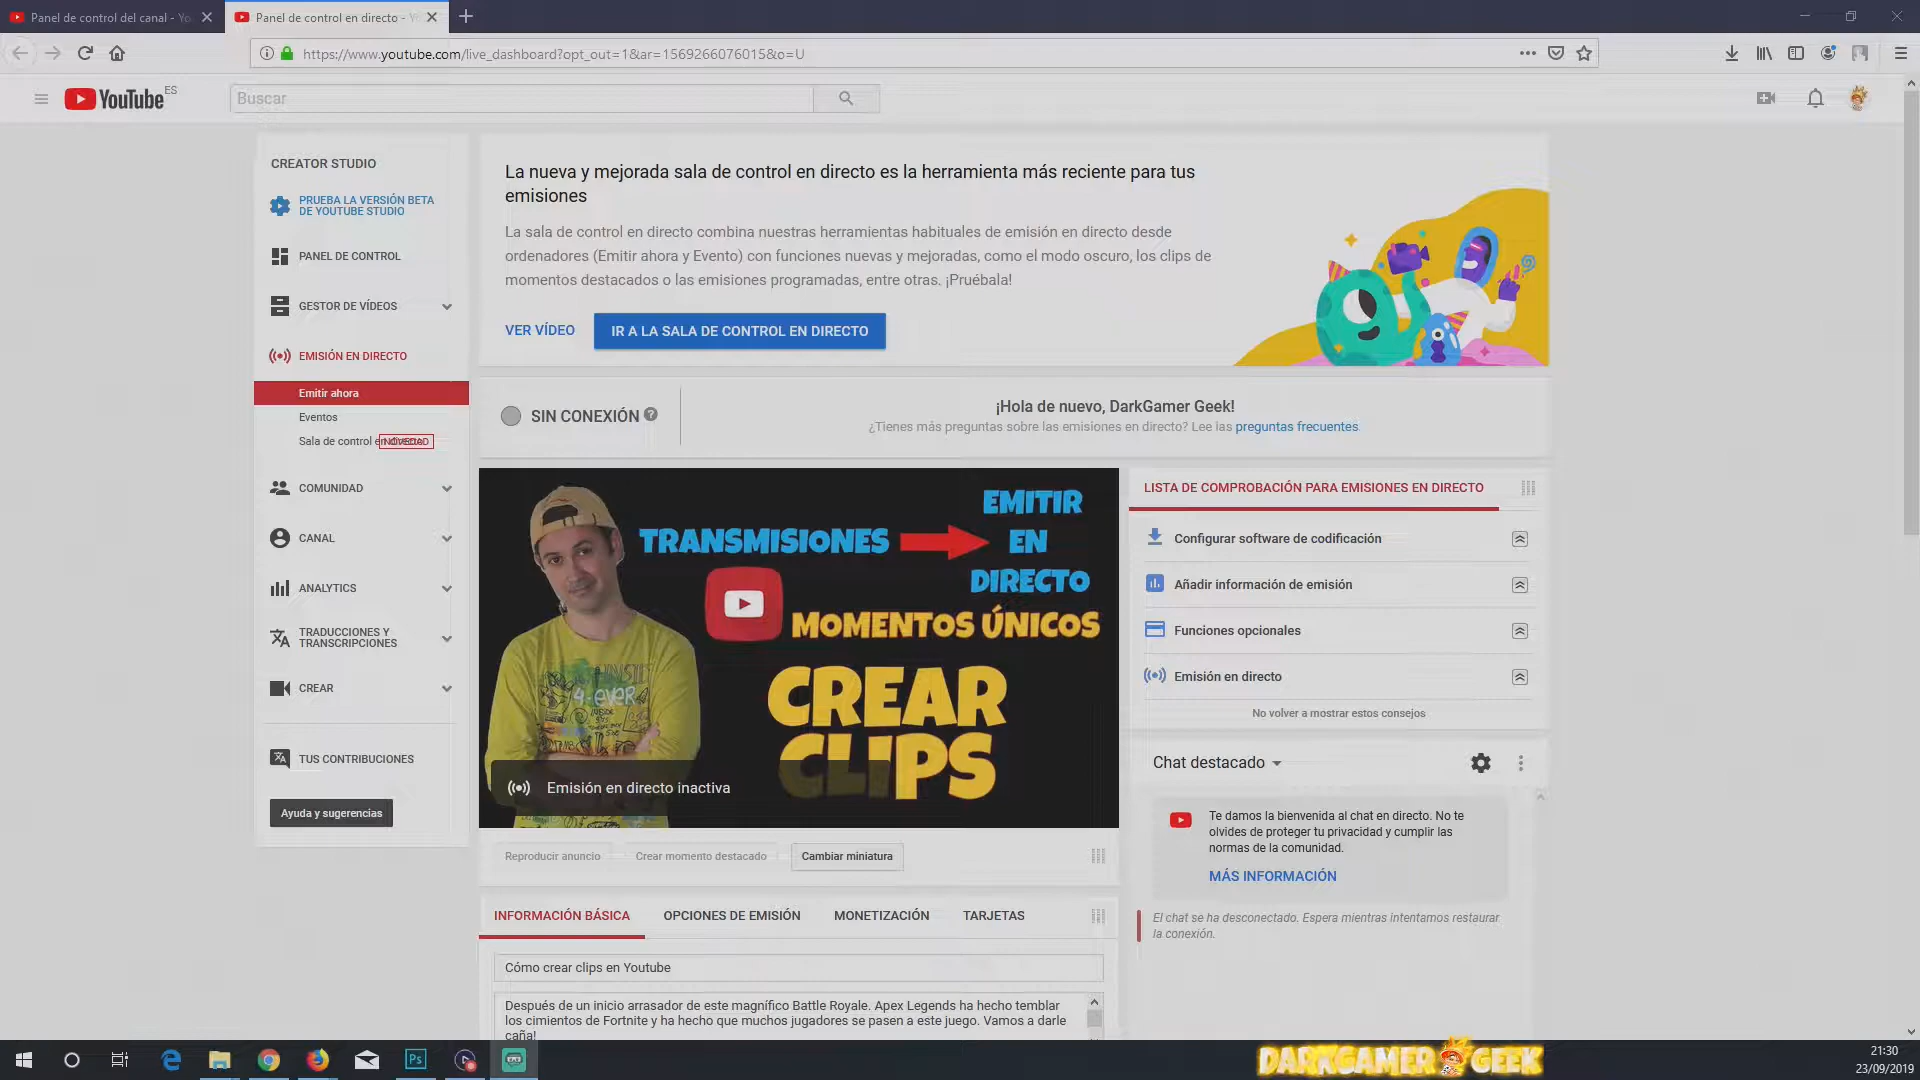 Panel de control del canal - Yo
Panel de control en directo - Y
https://www.youtube.com/live_dashboard?opt_out=1&ar=1569266076015&o=U
YouTube ES
Buscar
CREATOR STUDIO
PRUEBA LA VERSIÓN BETA
DE YOUTUBE STUDIO
PANEL DE CONTROL
GESTOR DE VÍDEOS
EMISIÓN EN DIRECTO
Emitir ahora
Eventos
Sala de control en directo NOVEDAD
COMUNIDAD
CANAL
ANALYTICS
TRADUCCIONES Y
TRANSCRIPCIONES
CREAR
TUS CONTRIBUCIONES
Ayuda y sugerencias
La nueva y mejorada sala de control en directo es la herramienta más reciente para tus
emisiones
La sala de control en directo combina nuestras herramientas habituales de emisión en directo desde
ordenadores (Emitir ahora y Evento) con funciones nuevas y mejoradas, como el modo oscuro, los clips de
momentos destacados o las emisiones programadas, entre otras. ¡Pruébala!
VER VÍDEO
IR A LA SALA DE CONTROL EN DIRECTO
SIN CONEXIÓN ?
¡Hola de nuevo, DarkGamer Geek!
¿Tienes más preguntas sobre las emisiones en directo? Lee las preguntas frecuentes.
TRANSMISIONES
EMITIR
EN
DIRECTO
MOMENTOS ÚNICOS
CREAR
CLIPS
4-EVER
Emisión en directo inactiva
Reproducir anuncio
Crear momento destacado
Cambiar miniatura
INFORMACIÓN BÁSICA
OPCIONES DE EMISIÓN
MONETIZACIÓN
TARJETAS
Cómo crear clips en Youtube
Después de un inicio arrasador de este magnífico Battle Royale. Apex Legends ha hecho temblar
los cimientos de Fortnite y ha hecho que muchos jugadores se pasen a este juego. Vamos a darle
caña!
LISTA DE COMPROBACIÓN PARA EMISIONES EN DIRECTO
Configurar software de codificación
Añadir información de emisión
Funciones opcionales
Emisión en directo
No volver a mostrar estos consejos
Chat destacado
Te damos la bienvenida al chat en directo. No te
olvides de proteger tu privacidad y cumplir las
normas de la comunidad.
MÁS INFORMACIÓN
El chat se ha desconectado. Espera mientras intentamos restaurar
la conexión.
Ps
DARKGAMER GEEK
21:30
23/09/2019